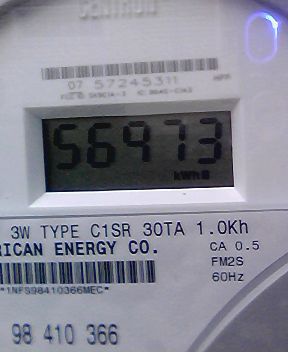 CENTRON
07 57245311
56973
kWh
3W TYPE C1SR 30TA 1.0Kh
RICAN ENERGY CO.
CA 0.5
FM2S
60Hz
*1NFS98410366MEC*
98 410 366